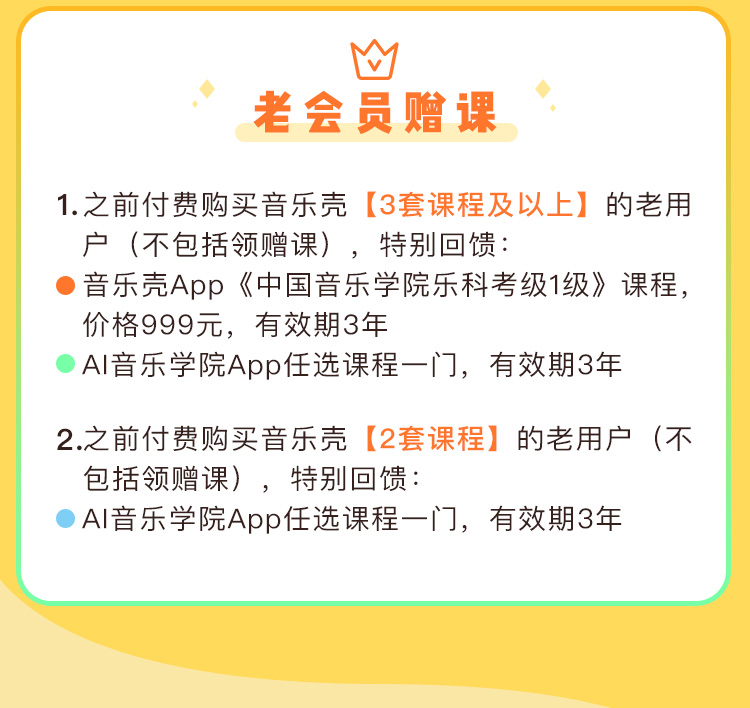 老会员赠课
1.之前付费购买音乐壳【3套课程及以上】的老用
户（不包括领赠课），特别回馈：
音乐壳App《中国音乐学院乐科考级1级》课程，
价格999元，有效期3年
AI音乐学院App任选课程一门，有效期3年
2.之前付费购买音乐壳【2套课程】的老用户（不
包括领赠课），特别回馈：
AI音乐学院App任选课程一门，有效期3年